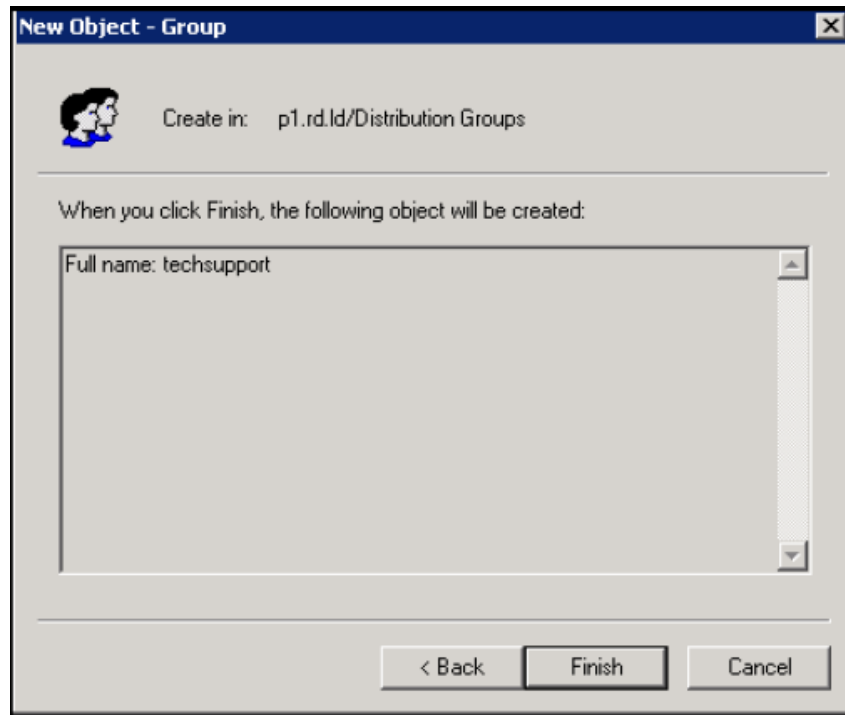 New Object - Group
Create in: p1.rd.ld/Distribution Groups
When you click Finish, the following object will be created:
Full name: techsupport
< Back
Finish
Cancel